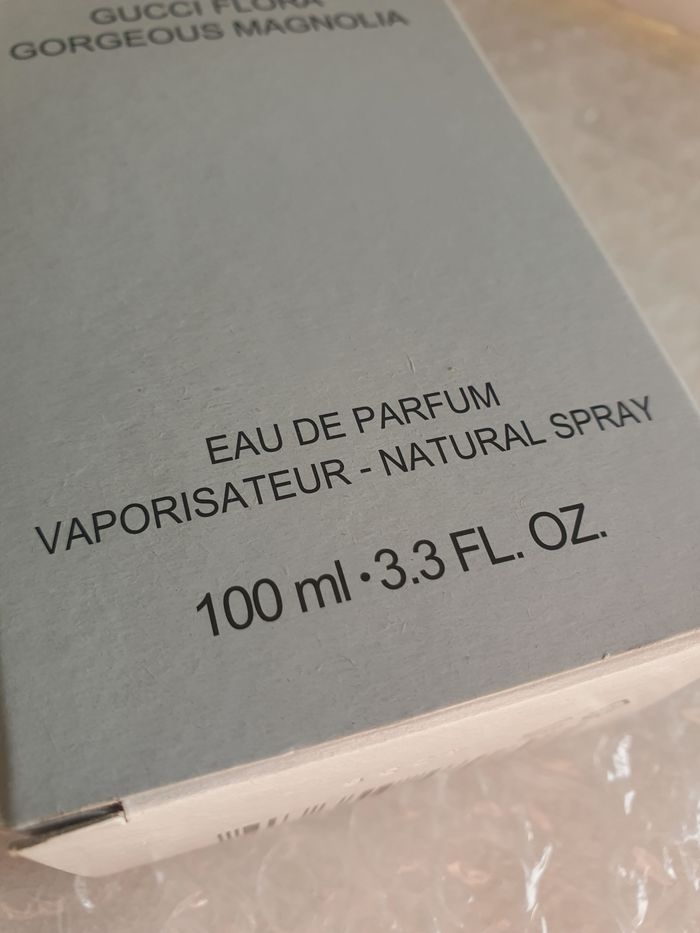 GUCCI FLORA
GORGEOUS MAGNOLIA
EAU DE PARFUM
VAPORISATEUR - NATURAL SPRAY
100 ml · 3.3 FL. OZ.